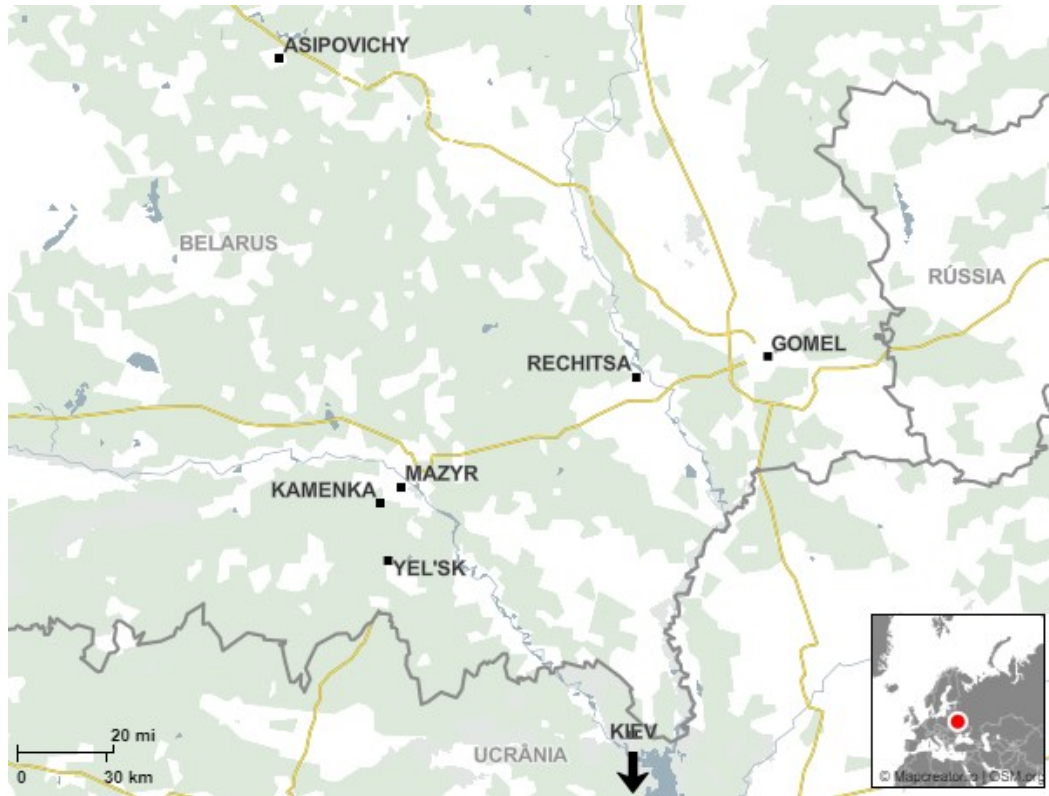 ASIPOVICHY
BELARUS
RÚSSIA
GOMEL
RECHITSA
MAZYR
KAMENKA
YEL'SK
20 mi
0 30 km
UCRÂNIA
KIEV
© Mapcreator.io | OSM.org